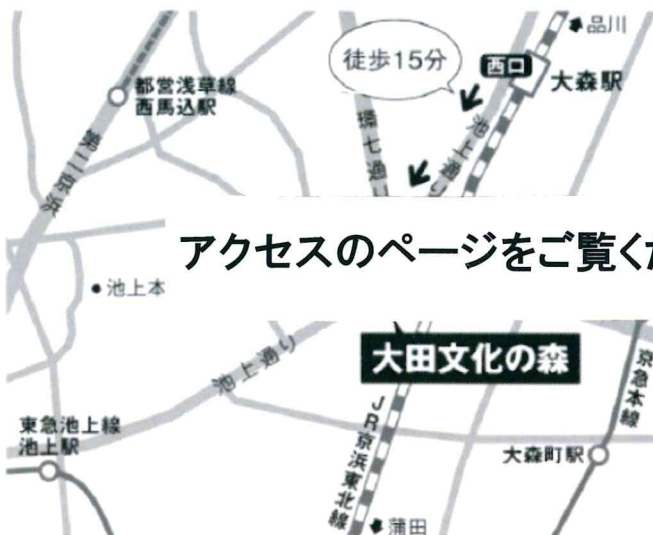 品川
徒歩15分
西口
大森駅
都営浅草線
西馬込駅
第二京浜
環七通り
池上通り
アクセスのページをご覧く
池上本
大田文化の森
池上通り
京急本線
東急池上線
池上駅
JR京浜東北線
大森町駅
蒲田